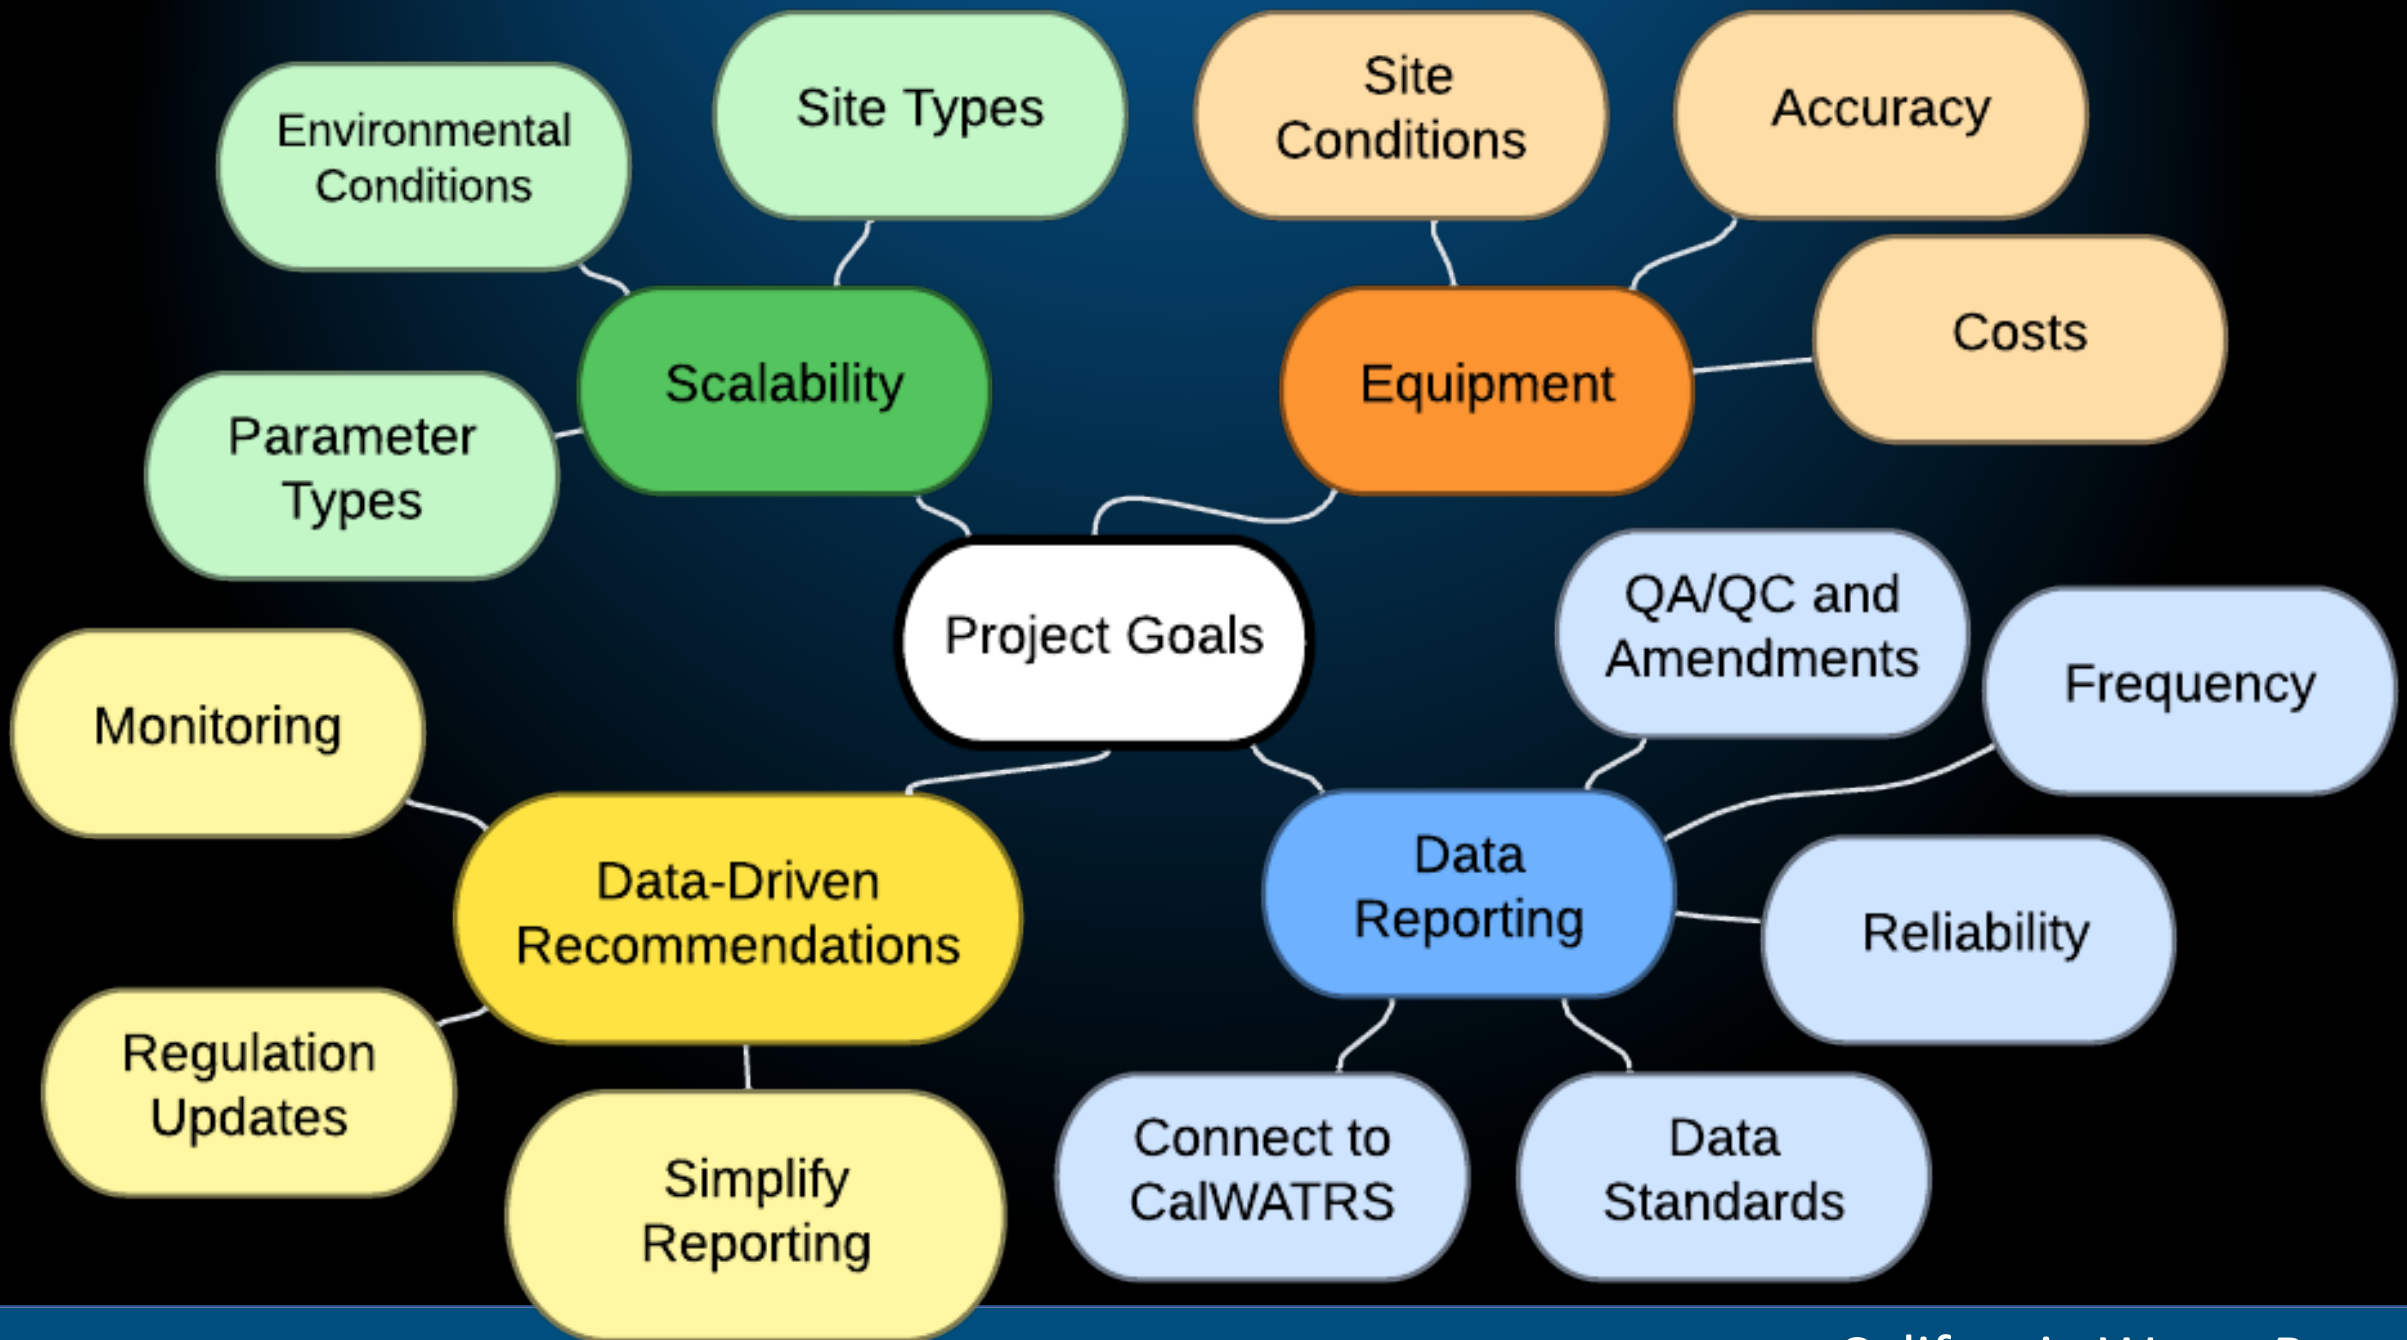 Site Types
Site
Conditions
Accuracy
Environmental
Conditions
Costs
Scalability
Equipment
Parameter
Types
Project Goals
QA/QC and
Amendments
Frequency
Monitoring
Data-Driven
Recommendations
Data
Reporting
Reliability
Regulation
Updates
Simplify
Reporting
Connect to
CalWATRS
Data
Standards